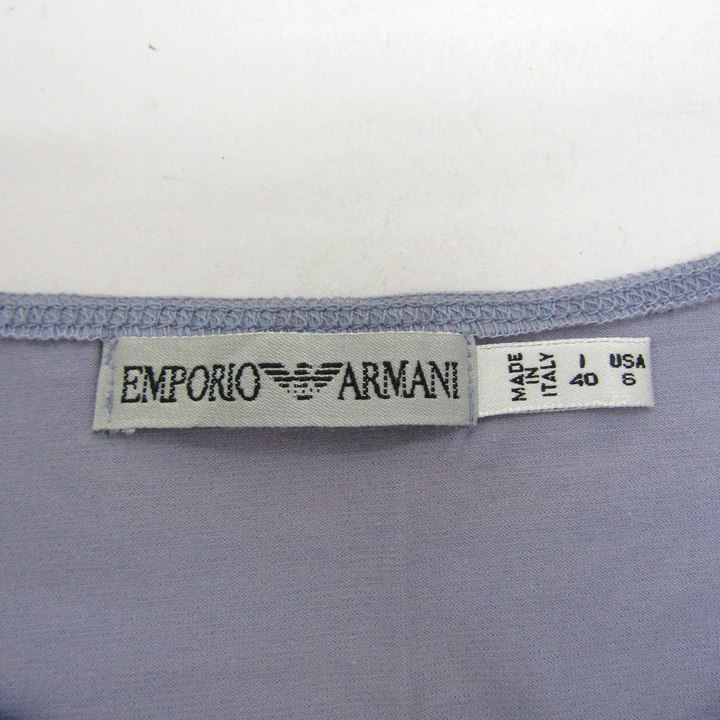 EMPORIO ARMANI
MADE
IN
ITALY
I USA
40 6